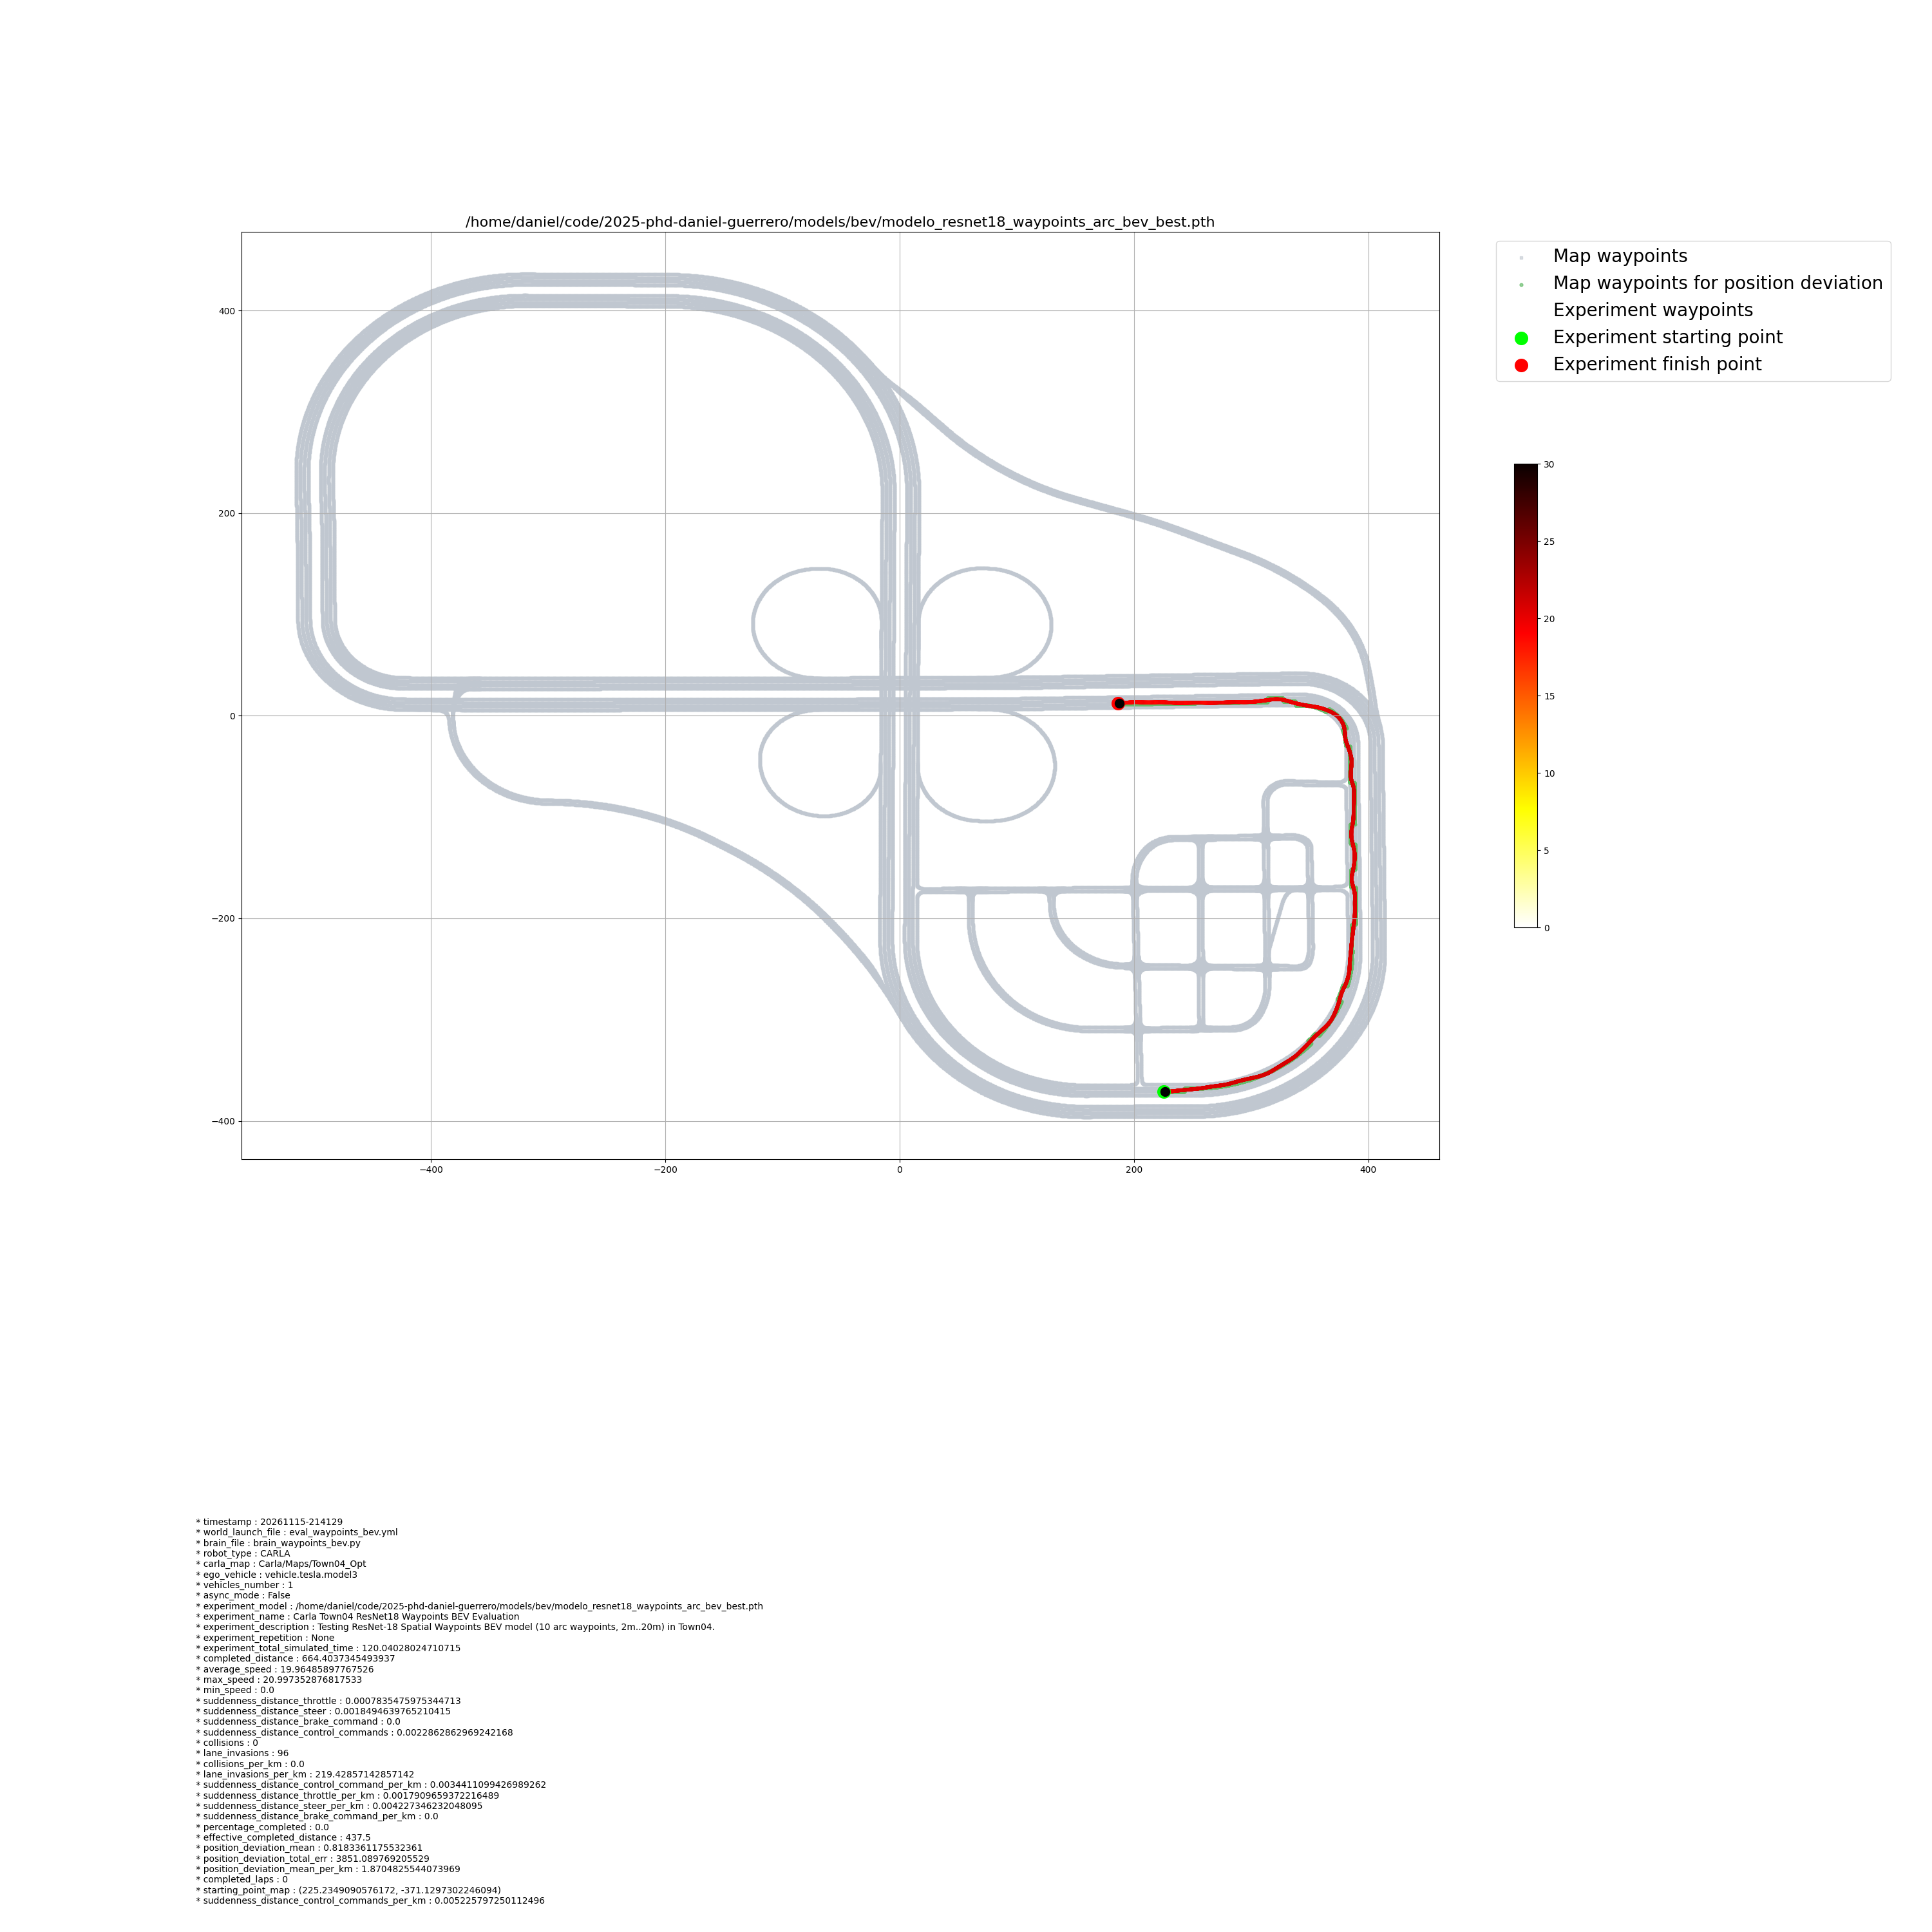 /home/daniel/code/2025-phd-daniel-guerrero/models/bev/modelo_resnet18_waypoints_arc_bev_best.pth
Map waypoints
Map waypoints for position deviation
Experiment waypoints
Experiment starting point
Experiment finish point
400
200
0
−200
−400
−400
−200
0
200
400
30
25
20
15
10
5
0
* timestamp : 20261115-214129
* world_launch_file : eval_waypoints_bev.yml
* brain_file : brain_waypoints_bev.py
* robot_type : CARLA
* carla_map : Carla/Maps/Town04_Opt
* ego_vehicle : vehicle.tesla.model3
* vehicles_number : 1
* async_mode : False
* experiment_model : /home/daniel/code/2025-phd-daniel-guerrero/models/bev/modelo_resnet18_waypoints_arc_bev_best.pth
* experiment_name : Carla Town04 ResNet18 Waypoints BEV Evaluation
* experiment_description : Testing ResNet-18 Spatial Waypoints BEV model (10 arc waypoints, 2m..20m) in Town04.
* experiment_repetition : None
* experiment_total_simulated_time : 120.04028024710715
* completed_distance : 664.4037345493937
* average_speed : 19.96485897767526
* max_speed : 20.997352876817533
* min_speed : 0.0
* suddenness_distance_throttle : 0.0007835475975344713
* suddenness_distance_steer : 0.0018494639765210415
* suddenness_distance_brake_command : 0.0
* suddenness_distance_control_commands : 0.0022862862969242168
* collisions : 0
* lane_invasions : 96
* collisions_per_km : 0.0
* lane_invasions_per_km : 219.42857142857142
* suddenness_distance_control_command_per_km : 0.0034411099426989262
* suddenness_distance_throttle_per_km : 0.0017909659372216489
* suddenness_distance_steer_per_km : 0.004227346232048095
* suddenness_distance_brake_command_per_km : 0.0
* percentage_completed : 0.0
* effective_completed_distance : 437.5
* position_deviation_mean : 0.8183361175532361
* position_deviation_total_err : 3851.089769205529
* position_deviation_mean_per_km : 1.8704825544073969
* completed_laps : 0
* starting_point_map : (225.2349090576172, -371.1297302246094)
* suddenness_distance_control_commands_per_km : 0.005225797250112496